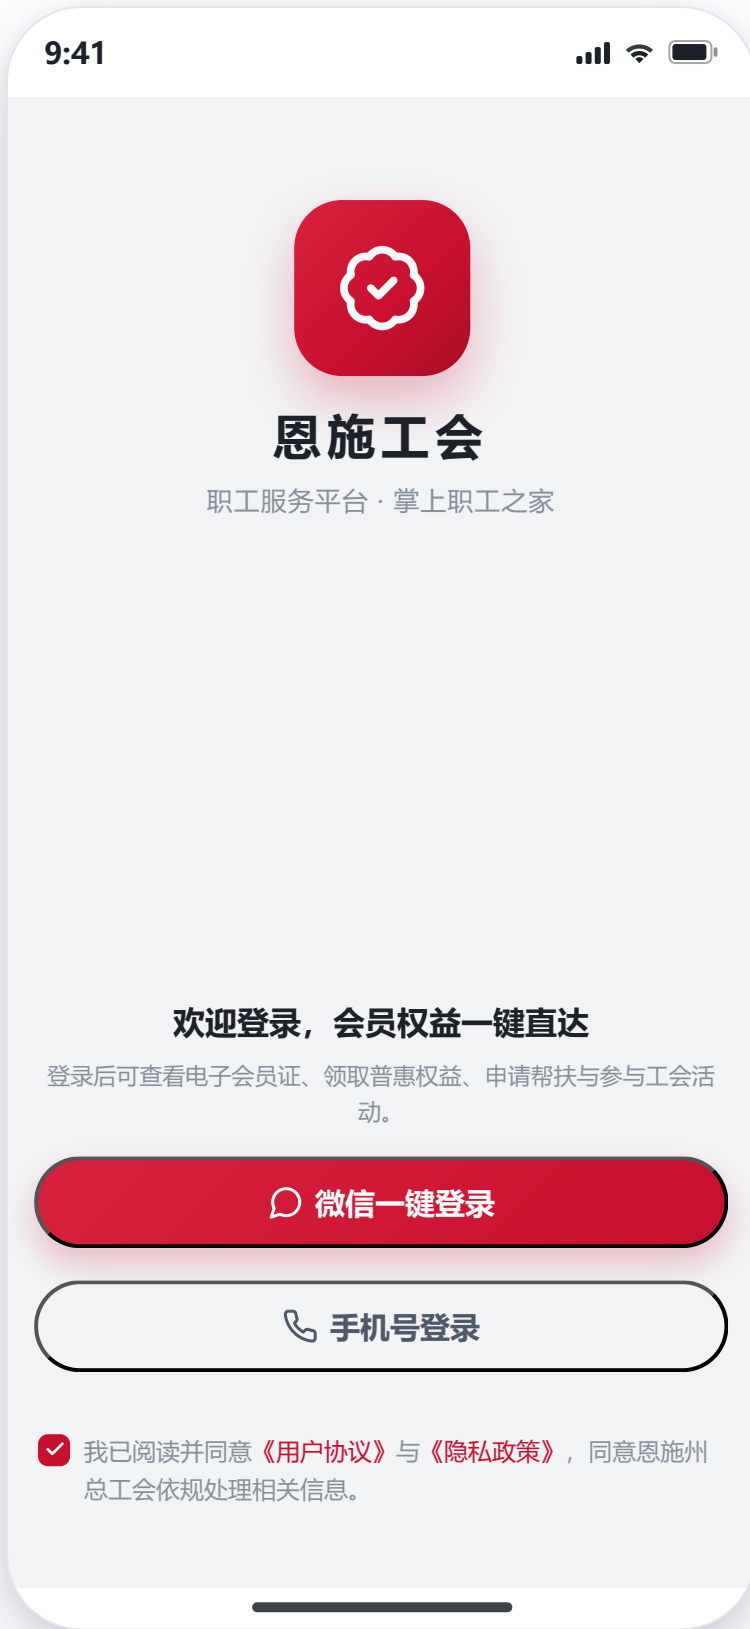 9:41
恩施工会
职工服务平台 · 掌上职工之家
欢迎登录，会员权益一键直达
登录后可查看电子会员证、领取普惠权益、申请帮扶与参与工会活
动。
微信一键登录
手机号登录
我已阅读并同意《用户协议》与《隐私政策》，同意恩施州
总工会依规处理相关信息。